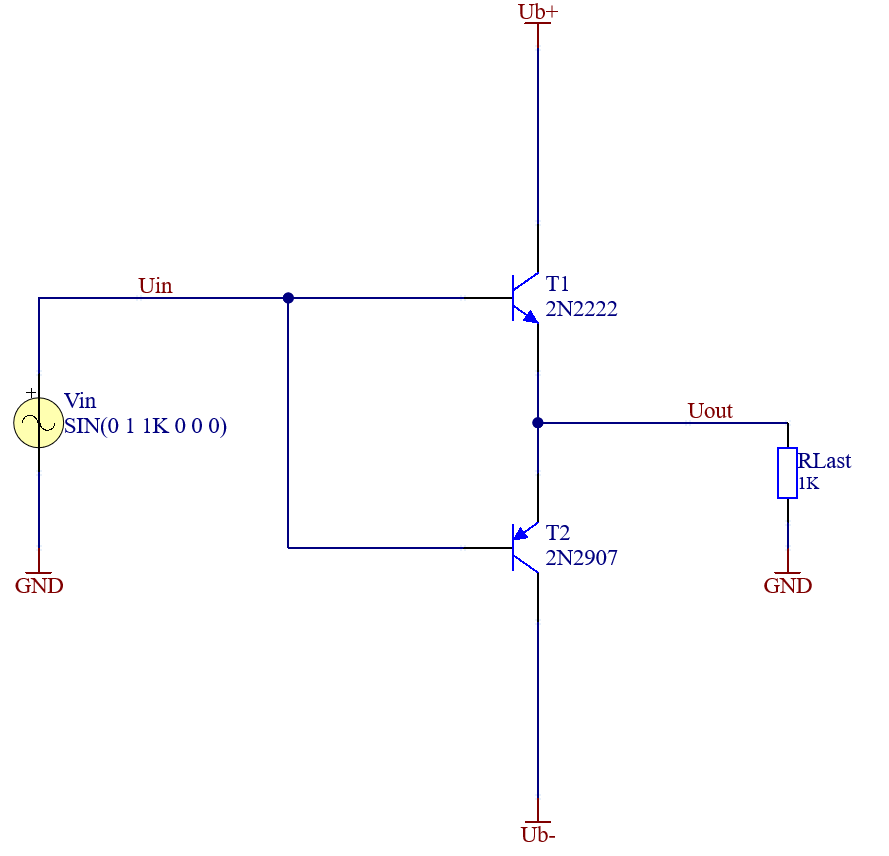 Ub+
Uin
T1
2N2222
+
Vin
SIN(0 1 1K 0 0 0)
Uout
RLast
1K
T2
2N2907
GND
GND
Ub-